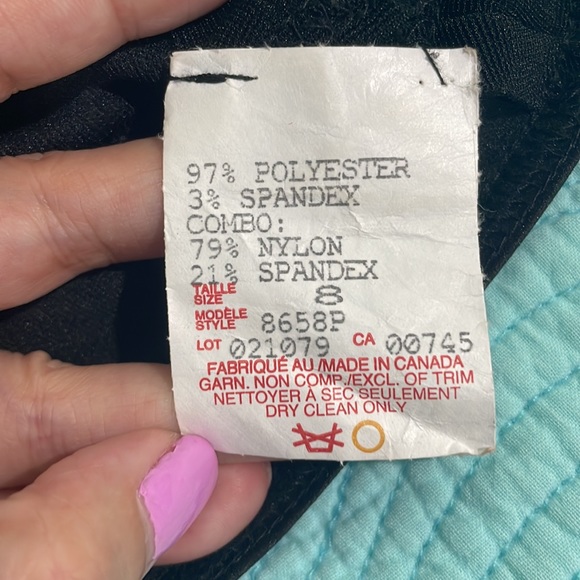 97% POLYESTER
3% SPANDEX
COMBO:
79% NYLON
21% SPANDEX
TAILLE
SIZE 8
MODÈLE
STYLE 8658P
LOT 021079 CA 00745
FABRIQUÉ AU/MADE IN CANADA
GARN. NON COMP./EXCL. OF TRIM
NETTOYER À SEC SEULEMENT
DRY CLEAN ONLY